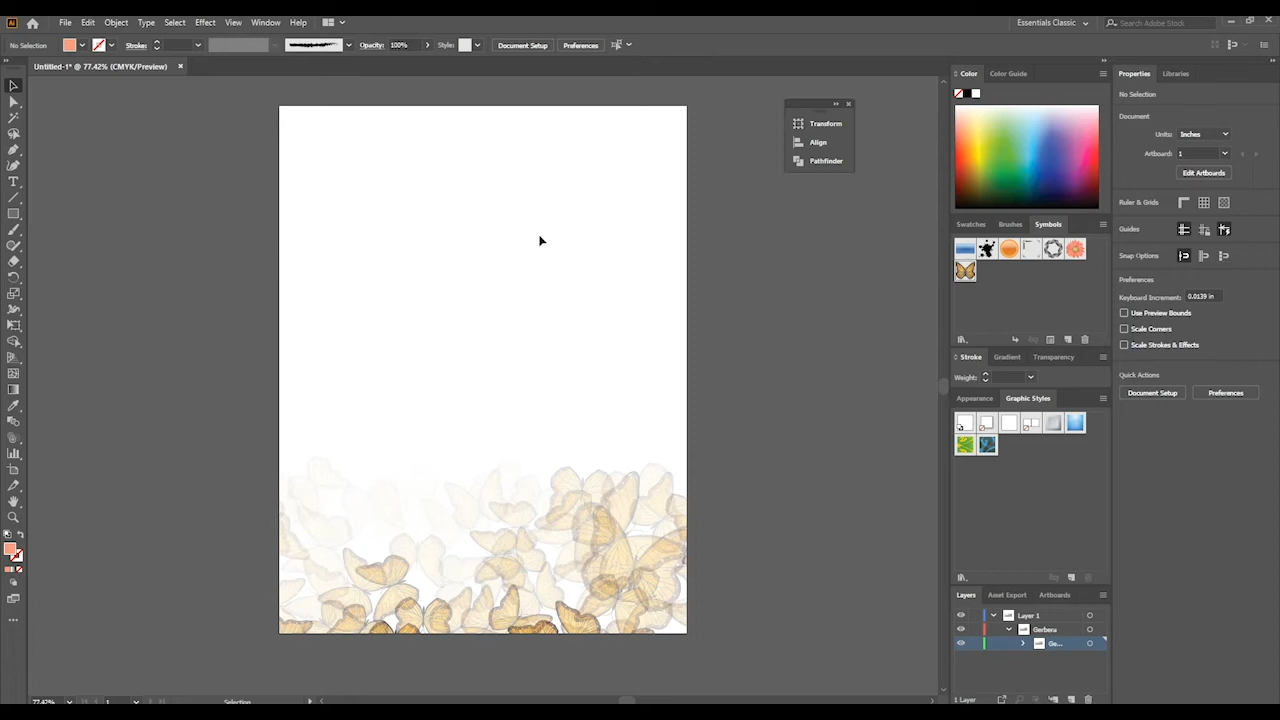 Ai File Edit Object Type Select Effect View Window Help Essentials Classic Search Adobe Stock
No Selection Stroke: Opacity: 100% Style: Document Setup Preferences
Untitled-1* @ 77.42% (CMYK/Preview) ×
Color Color Guide
Properties Libraries
No Selection
Document
Units: Inches
Artboard: 1
Edit Artboards
Ruler & Grids
Guides
Snap Options
Preferences
Keyboard Increment: 0.0139 in
Use Preview Bounds
Scale Corners
Scale Strokes & Effects
Quick Actions
Document Setup Preferences
Transform
Align
Pathfinder
Swatches Brushes Symbols
Stroke Gradient Transparency
Weight:
Appearance Graphic Styles
Layers Asset Export Artboards
Layer 1
Gerbera
Ge...
1 Layer
77.42% 1 Selection